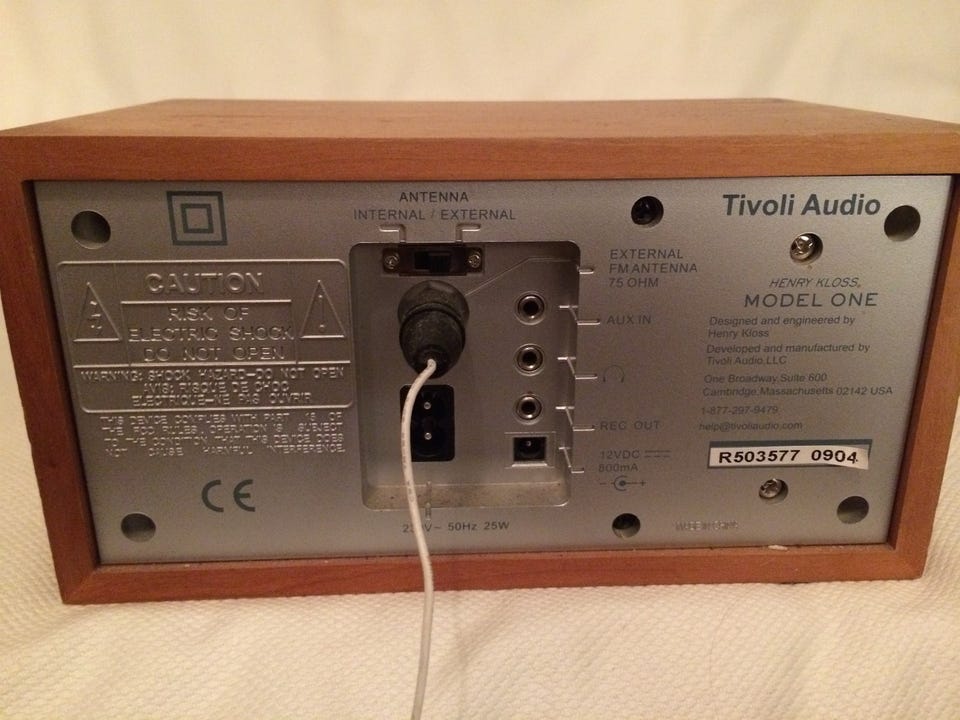 ANTENNA
INTERNAL / EXTERNAL
Tivoli Audio
CAUTION
RISK OF
ELECTRIC SHOCK
DO NOT OPEN
WARNING: SHOCK HAZARD-DO NOT OPEN
AVIS: RISQUE DE CHOC
ELECTRIQUE-NE PAS OUVRIR
THIS DEVICE COMPLIES WITH PART 15 OF
THE FCC RULES. OPERATION IS SUBJECT
TO THE CONDITION THAT THIS DEVICE DOES
NOT CAUSE HARMFUL INTERFERENCE.
CE
EXTERNAL
FM ANTENNA
75 OHM
AUX IN
REC OUT
12VDC
800mA
- +
50Hz 25W
HENRY KLOSS,
MODEL ONE
Designed and engineered by
Henry Kloss
Developed and manufactured by
Tivoli Audio,LLC
One Broadway,Suite 600
Cambridge,Massachusetts 02142 USA
1-877-297-9479
help@tivoliaudio.com
R503577 0904
MADE IN CHINA